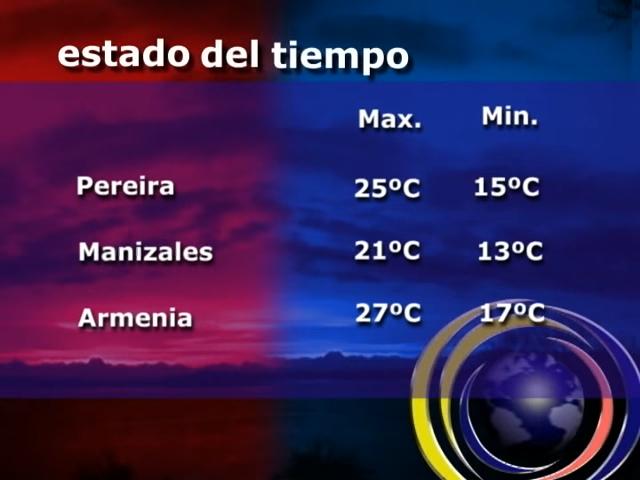 estado del tiempo
Max. Min.
Pereira 25ºC 15ºC
Manizales 21ºC 13ºC
Armenia 27ºC 17ºC